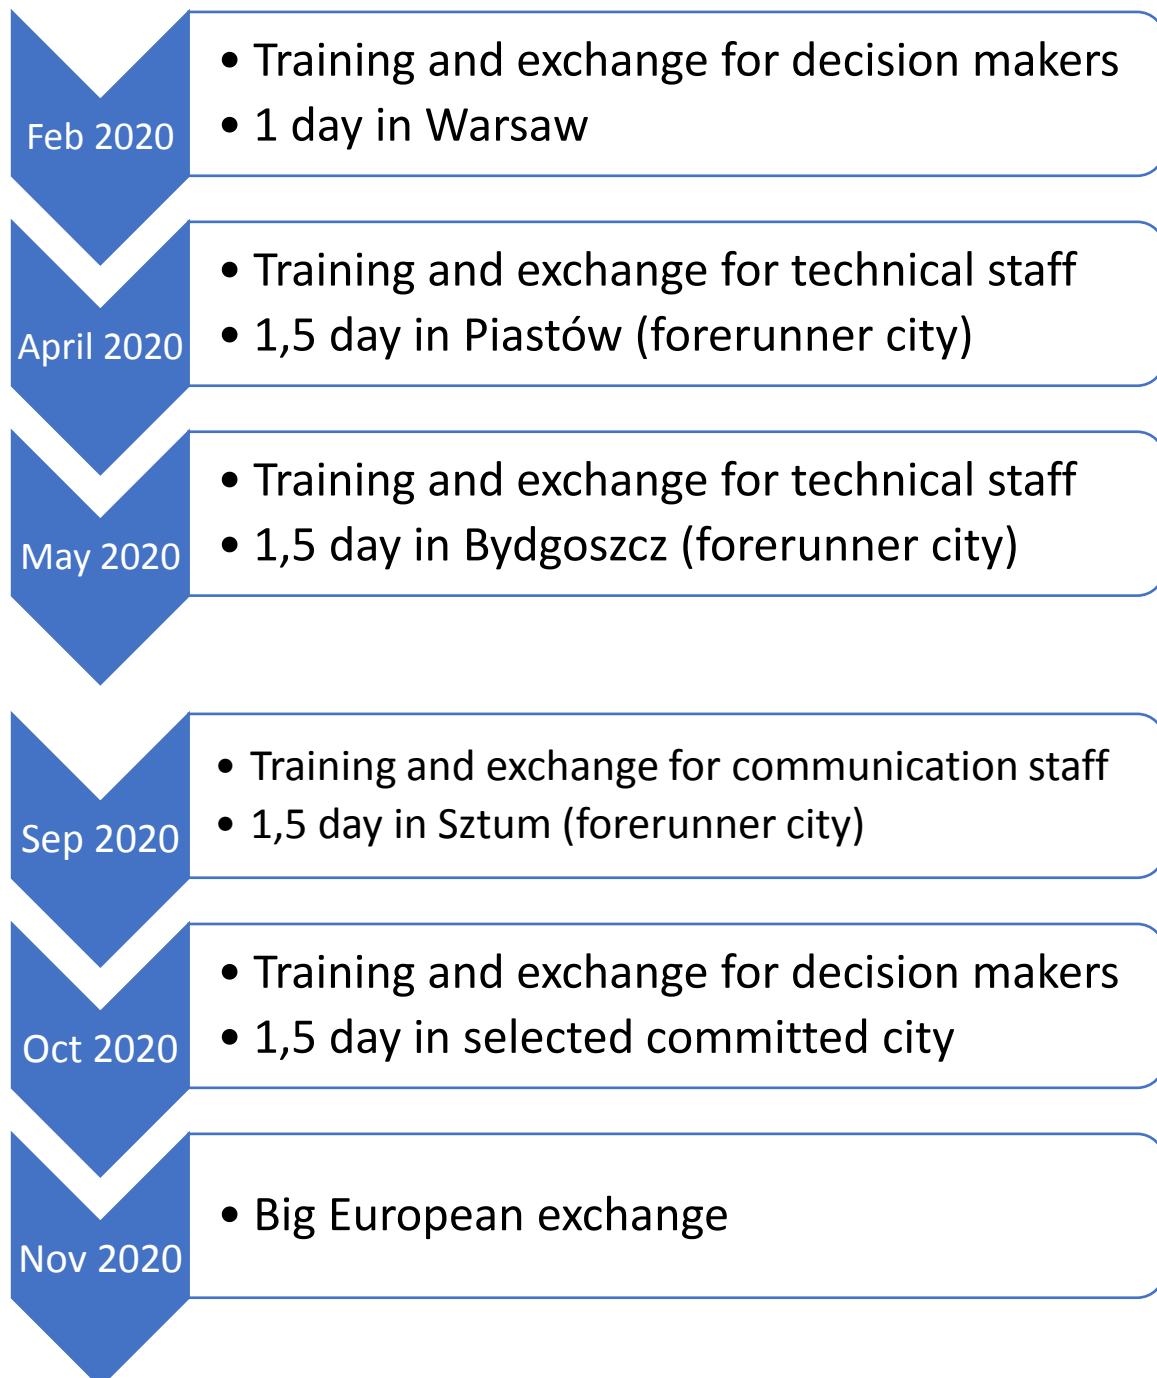 Feb 2020
• Training and exchange for decision makers
• 1 day in Warsaw
April 2020
• Training and exchange for technical staff
• 1,5 day in Piastów (forerunner city)
May 2020
• Training and exchange for technical staff
• 1,5 day in Bydgoszcz (forerunner city)
Sep 2020
• Training and exchange for communication staff
• 1,5 day in Sztum (forerunner city)
Oct 2020
• Training and exchange for decision makers
• 1,5 day in selected committed city
Nov 2020
• Big European exchange